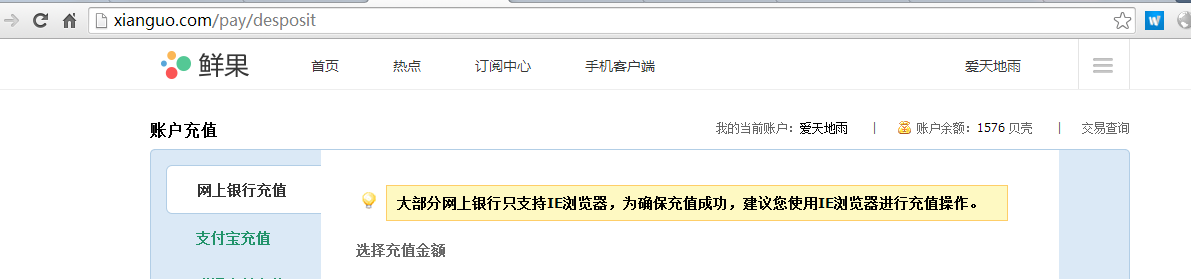 xianguo.com/pay/desposit
W
鲜果 首页 热点 订阅中心 手机客户端 爱天地雨
账户充值 我的当前账户：爱天地雨 | 账户余额：1576 贝壳 | 交易查询
网上银行充值
大部分网上银行只支持IE浏览器，为确保充值成功，建议您使用IE浏览器进行充值操作。
支付宝充值
选择充值金额